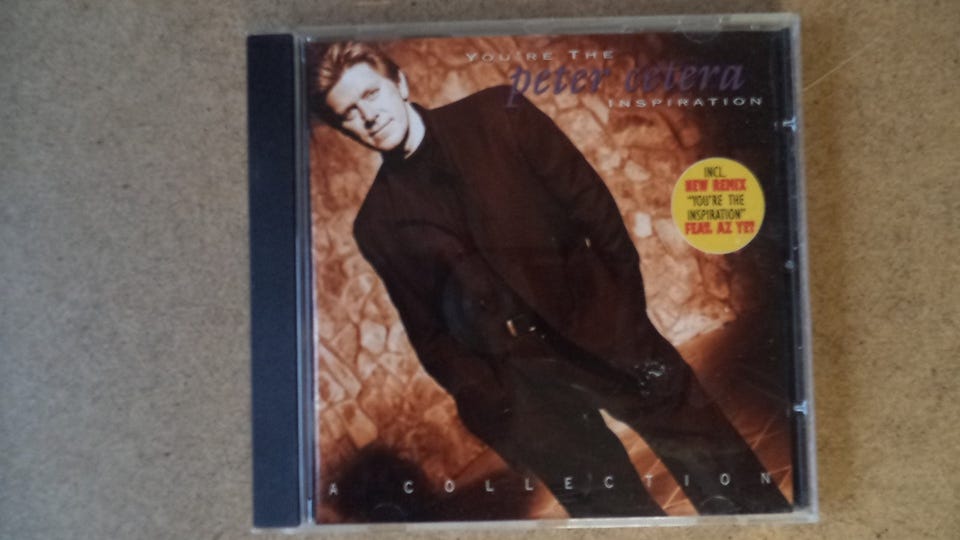 YOU'RE THE
peter cetera
INSPIRATION
INCL.
NEW REMIX
"YOU'RE THE
INSPIRATION"
FEAT. AZ YET
A COLLECTION